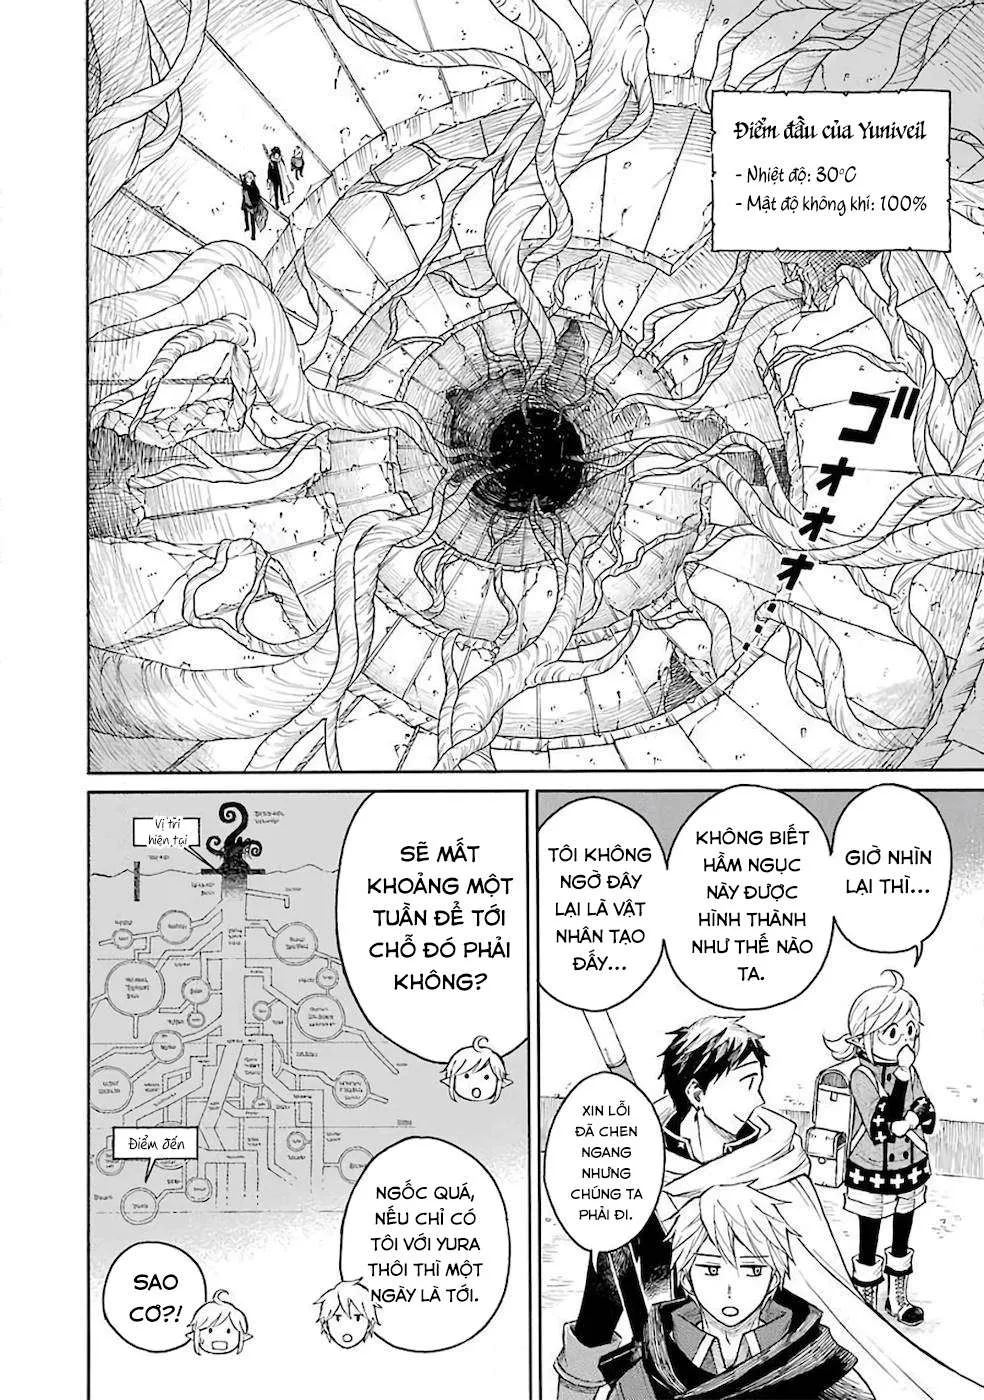 Điểm đầu của Yuniveil
- Nhiệt độ: 30°C
- Mật độ không khí: 100%
ゴオオオオ...
GIỜ NHÌN
LẠI THÌ...
KHÔNG BIẾT
HẦM NGỤC
NÀY ĐƯỢC
HÌNH THÀNH
NHƯ THẾ NÀO
TA.
TÔI KHÔNG
NGỜ ĐÂY
LẠI LÀ VẬT
NHÂN TẠO
ĐẤY...
XIN LỖI
ĐÃ CHEN
NGANG
NHƯNG
CHÚNG TA
PHẢI ĐI.
SẼ MẤT
KHOẢNG MỘT
TUẦN ĐỂ TỚI
CHỖ ĐÓ PHẢI
KHÔNG?
Vị trí
hiện tại
Điểm đến
NGỐC QUÁ,
NẾU CHỈ CÓ
TÔI VỚI YURA
THÔI THÌ MỘT
NGÀY LÀ TỚI.
SAO
CƠ?!